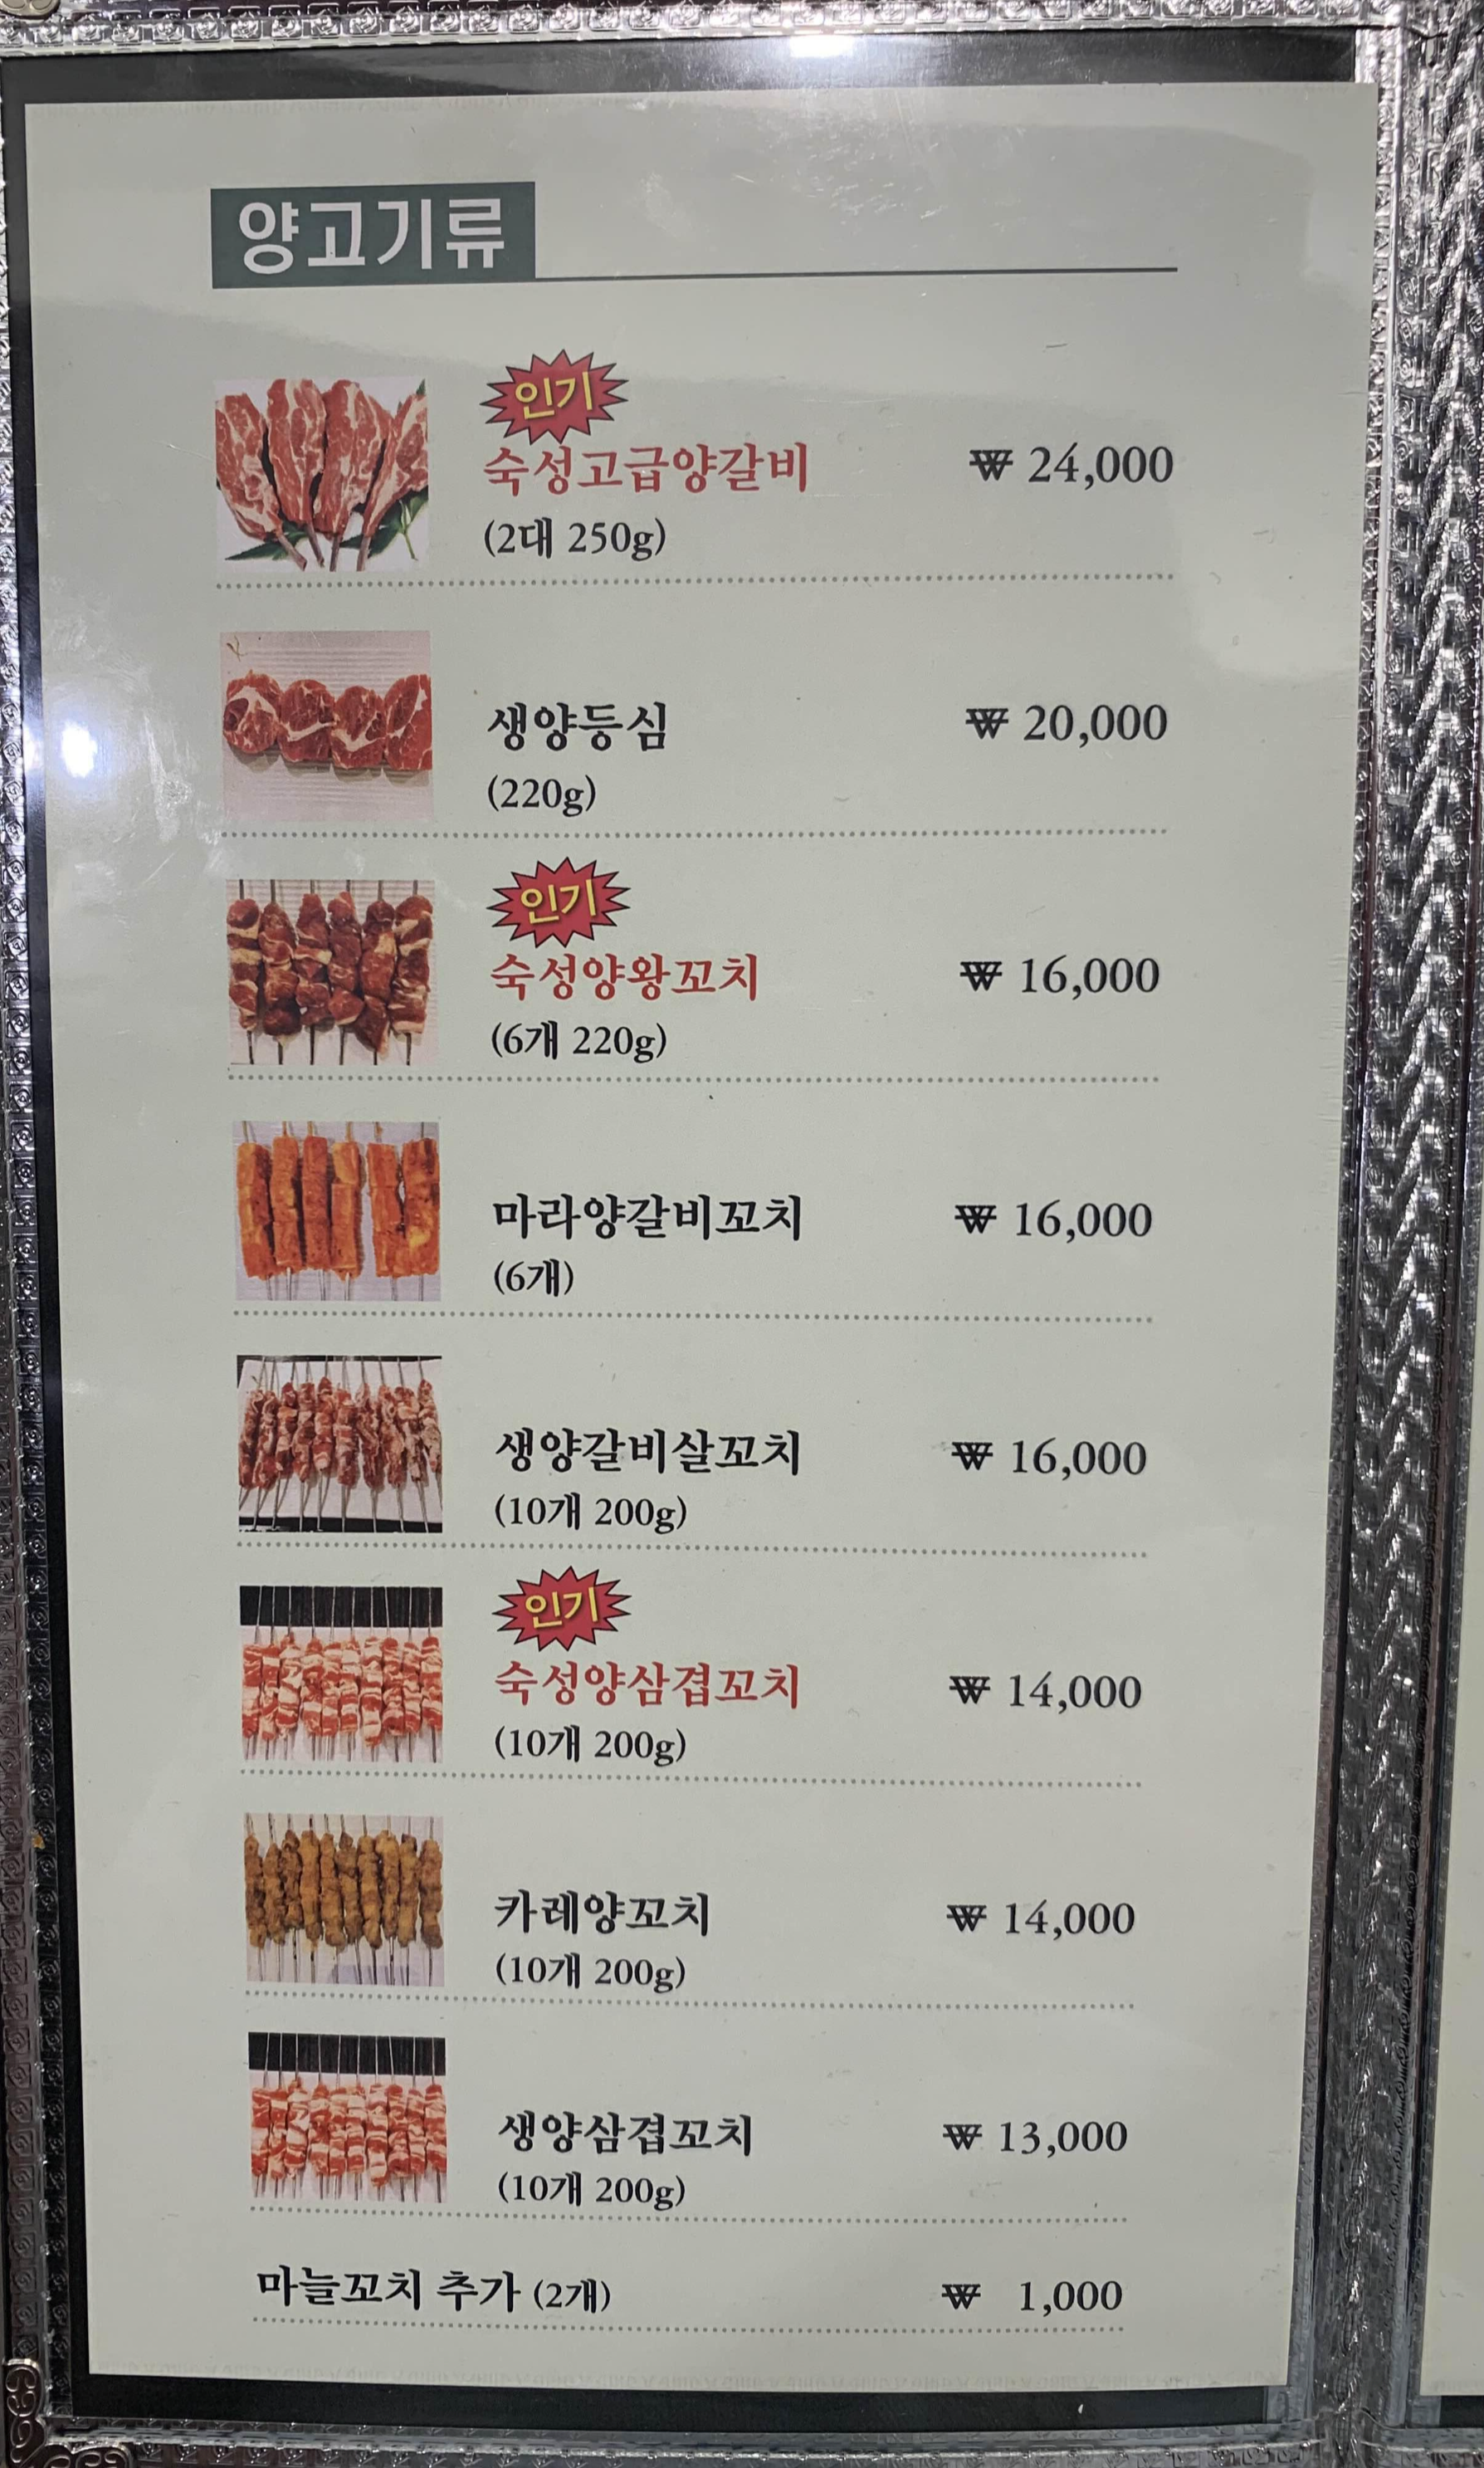 양고기류
인기
숙성고급양갈비 ₩ 24,000
(2대 250g)
생양등심 ₩ 20,000
(220g)
인기
숙성양왕꼬치 ₩ 16,000
(6개 220g)
마라양갈비꼬치 ₩ 16,000
(6개)
생양갈비살꼬치 ₩ 16,000
(10개 200g)
인기
숙성양삼겹꼬치 ₩ 14,000
(10개 200g)
카레양꼬치 ₩ 14,000
(10개 200g)
생양삼겹꼬치 ₩ 13,000
(10개 200g)
마늘꼬치 추가 (2개) ₩ 1,000